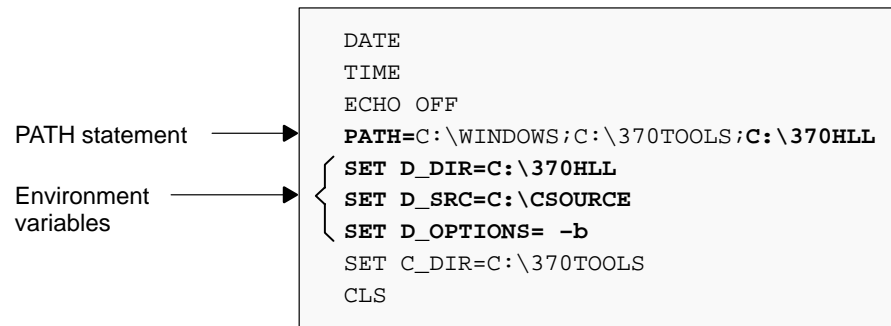 DATE
TIME
ECHO OFF
PATH statement
PATH=C:\WINDOWS;C:\370TOOLS;C:\370HLL
SET D_DIR=C:\370HLL
Environment
variables
SET D_SRC=C:\CSOURCE
SET D_OPTIONS= –b
SET C_DIR=C:\370TOOLS
CLS